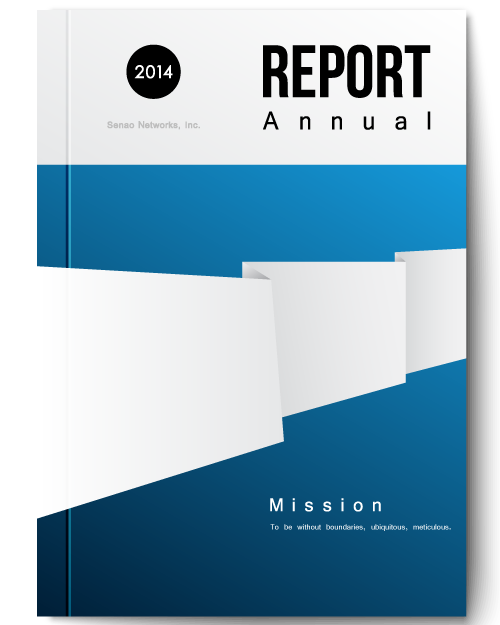 2014
Senao Networks, Inc.
REPORT
Annual
Mission
To be without boundaries, ubiquitous, meticulous.